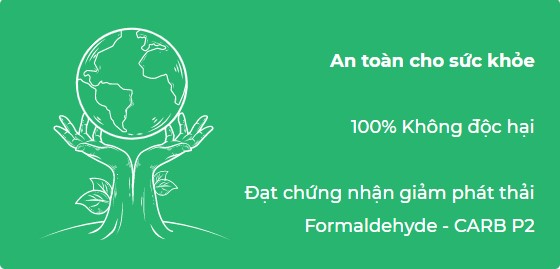 An toàn cho sức khỏe
100% Không độc hại
Đạt chứng nhận giảm phát thải
Formaldehyde - CARB P2